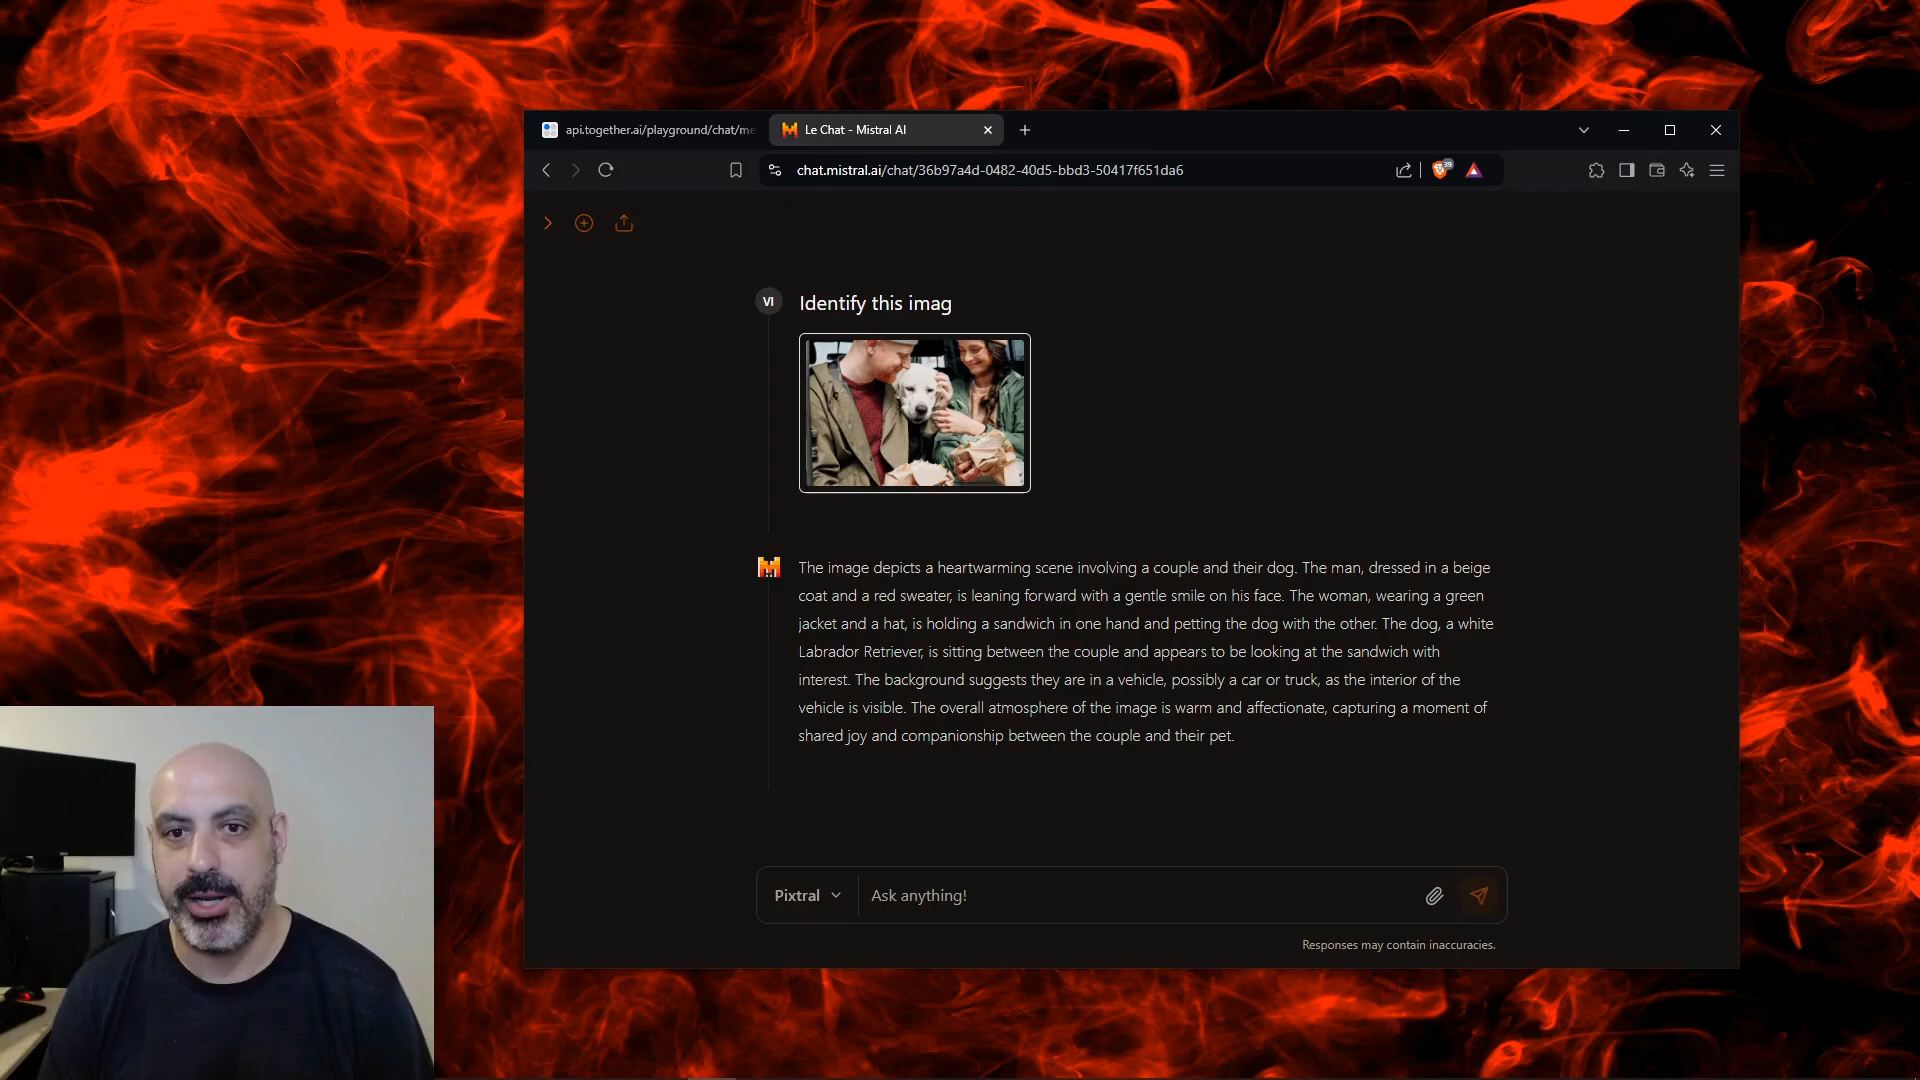 api.together.ai/playground/chat/me
Le Chat - Mistral AI
chat.mistral.ai/chat/36b97a4d-0482-40d5-bbd3-50417f651da6
39
VI
Identify this imag
The image depicts a heartwarming scene involving a couple and their dog. The man, dressed in a beige
coat and a red sweater, is leaning forward with a gentle smile on his face. The woman, wearing a green
jacket and a hat, is holding a sandwich in one hand and petting the dog with the other. The dog, a white
Labrador Retriever, is sitting between the couple and appears to be looking at the sandwich with
interest. The background suggests they are in a vehicle, possibly a car or truck, as the interior of the
vehicle is visible. The overall atmosphere of the image is warm and affectionate, capturing a moment of
shared joy and companionship between the couple and their pet.
Pixtral
Ask anything!
Responses may contain inaccuracies.